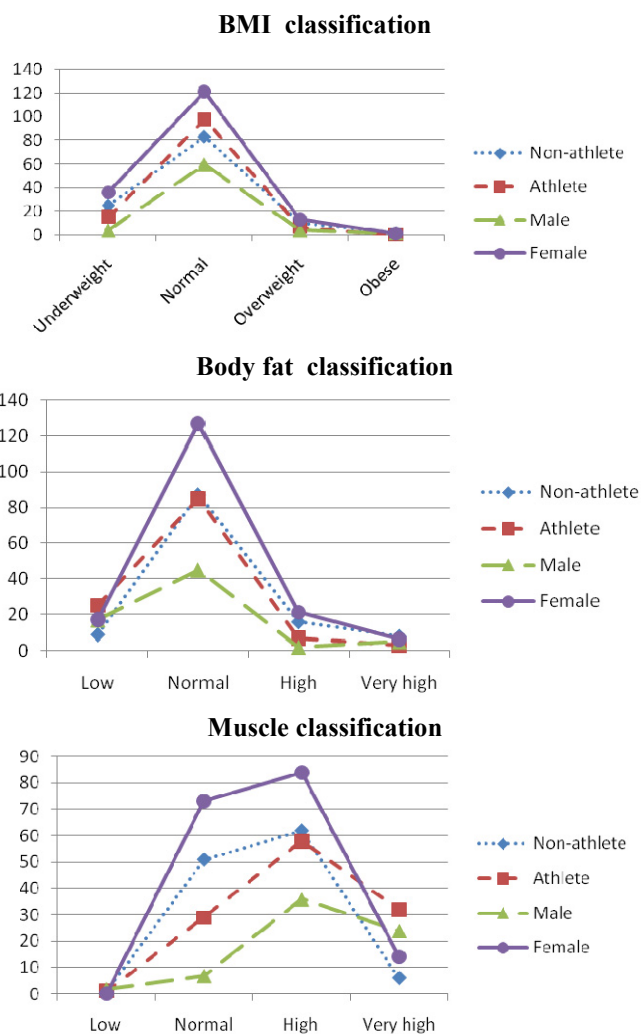 BMI classification
140
120
100
80
60
40
20
0
Underweight
Normal
Overweight
Obese
Non-athlete
Athlete
Male
Female
Body fat classification
140
120
100
80
60
40
20
0
Low Normal High Very high
Non-athlete
Athlete
Male
Female
Muscle classification
90
80
70
60
50
40
30
20
10
0
Low Normal High Very high
Non-athlete
Athlete
Male
Female